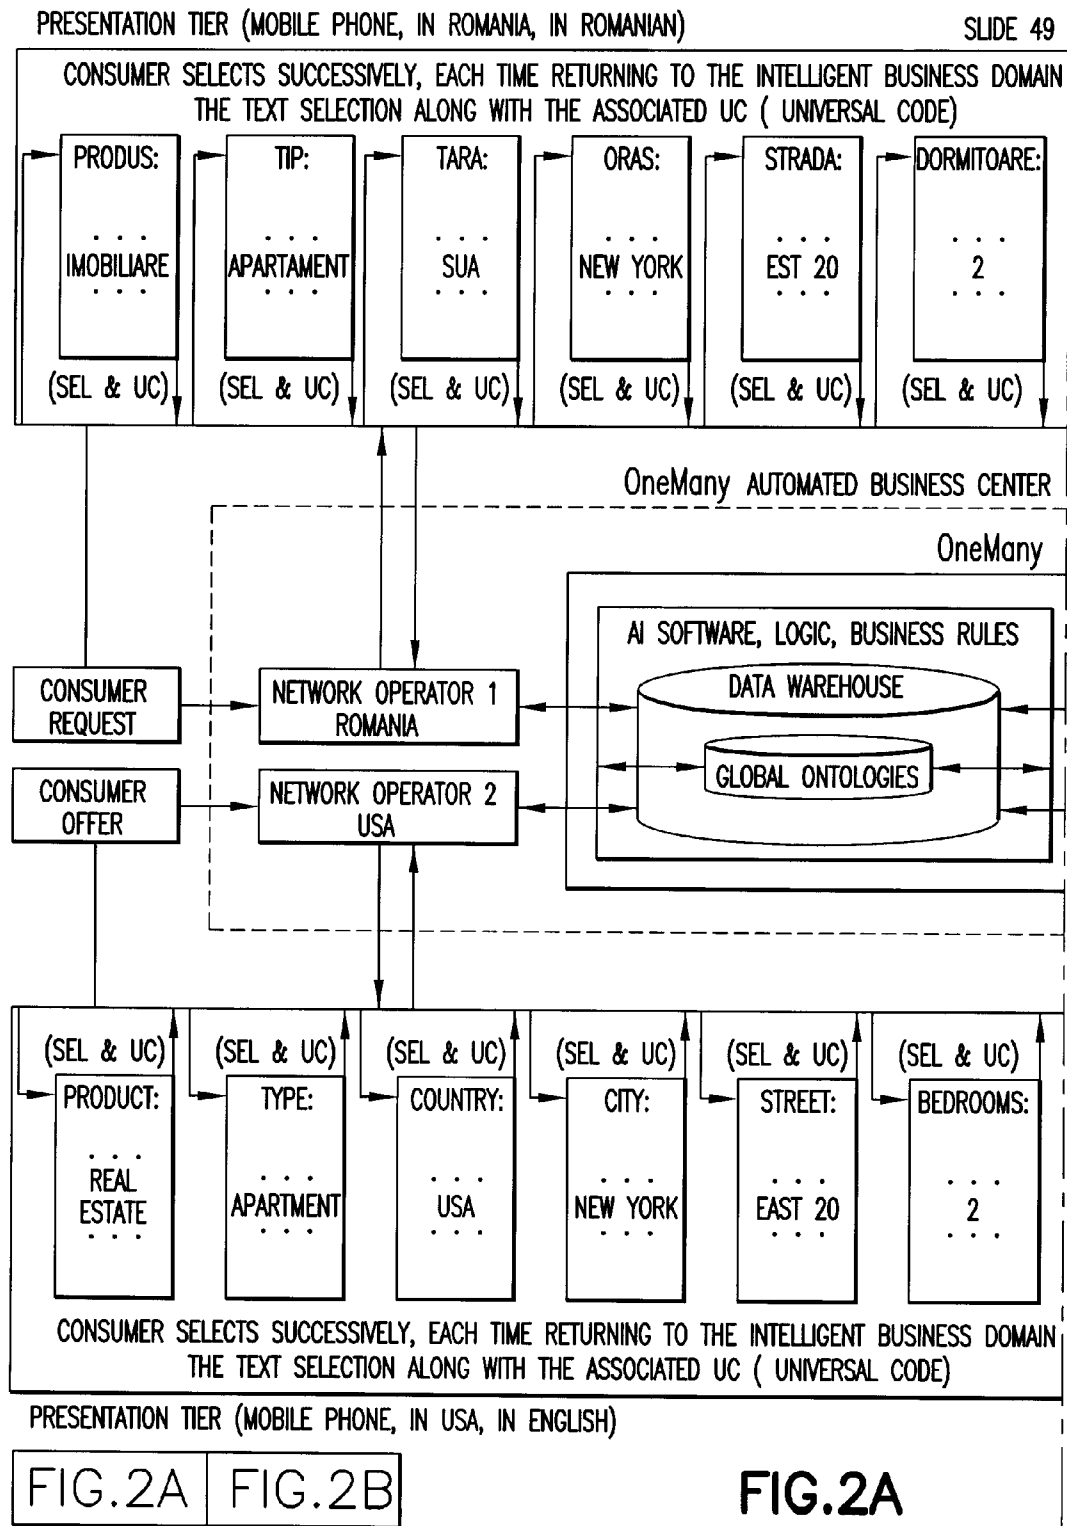 PRESENTATION TIER (MOBILE PHONE, IN ROMANIA, IN ROMANIAN)
SLIDE 49
CONSUMER SELECTS SUCCESSIVELY, EACH TIME RETURNING TO THE INTELLIGENT BUSINESS DOMAIN
THE TEXT SELECTION ALONG WITH THE ASSOCIATED UC ( UNIVERSAL CODE)
PRODUS:
. . .
IMOBILIARE
. . .
(SEL & UC)
TIP:
. . .
APARTAMENT
. . .
(SEL & UC)
TARA:
. . .
SUA
. . .
(SEL & UC)
ORAS:
. . .
NEW YORK
. . .
(SEL & UC)
STRADA:
. . .
EST 20
. . .
(SEL & UC)
DORMITOARE:
. . .
2
. . .
(SEL & UC)
OneMany AUTOMATED BUSINESS CENTER
OneMany
AI SOFTWARE, LOGIC, BUSINESS RULES
DATA WAREHOUSE
GLOBAL ONTOLOGIES
CONSUMER
REQUEST
NETWORK OPERATOR 1
ROMANIA
CONSUMER
OFFER
NETWORK OPERATOR 2
USA
(SEL & UC)
PRODUCT:
. . .
REAL
ESTATE
. . .
(SEL & UC)
TYPE:
. . .
APARTMENT
. . .
(SEL & UC)
COUNTRY:
. . .
USA
. . .
(SEL & UC)
CITY:
. . .
NEW YORK
. . .
(SEL & UC)
STREET:
. . .
EAST 20
. . .
(SEL & UC)
BEDROOMS:
. . .
2
. . .
CONSUMER SELECTS SUCCESSIVELY, EACH TIME RETURNING TO THE INTELLIGENT BUSINESS DOMAIN
THE TEXT SELECTION ALONG WITH THE ASSOCIATED UC ( UNIVERSAL CODE)
PRESENTATION TIER (MOBILE PHONE, IN USA, IN ENGLISH)
FIG.2A
FIG.2B
FIG.2A